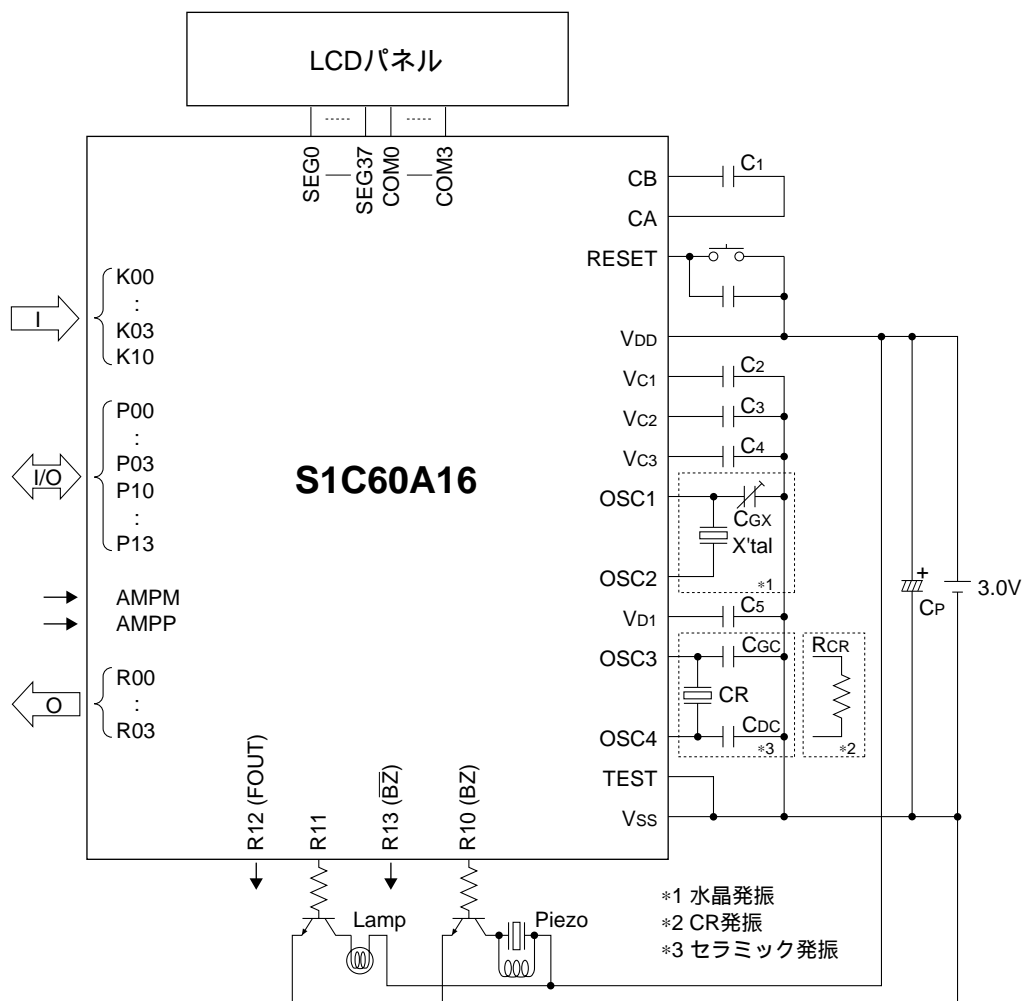 LCDパネル
SEG0
SEG37
COM0
COM3
CB
C1
CA
RESET
VDD
VC1
C2
VC2
C3
VC3
C4
OSC1
CGX
X'tal
OSC2
*1
VD1
C5
OSC3
CGC
CR
OSC4
CDC
*3
RCR
*2
TEST
VSS
+
CP
3.0V
I
K00
:
K03
K10
I/O
P00
:
P03
P10
:
P13
S1C60A16
AMPM
AMPP
O
R00
:
R03
R12 (FOUT)
R11
R13 (B̅Z̅)
R10 (BZ)
Lamp
Piezo
*1 水晶発振
*2 CR発振
*3 セラミック発振